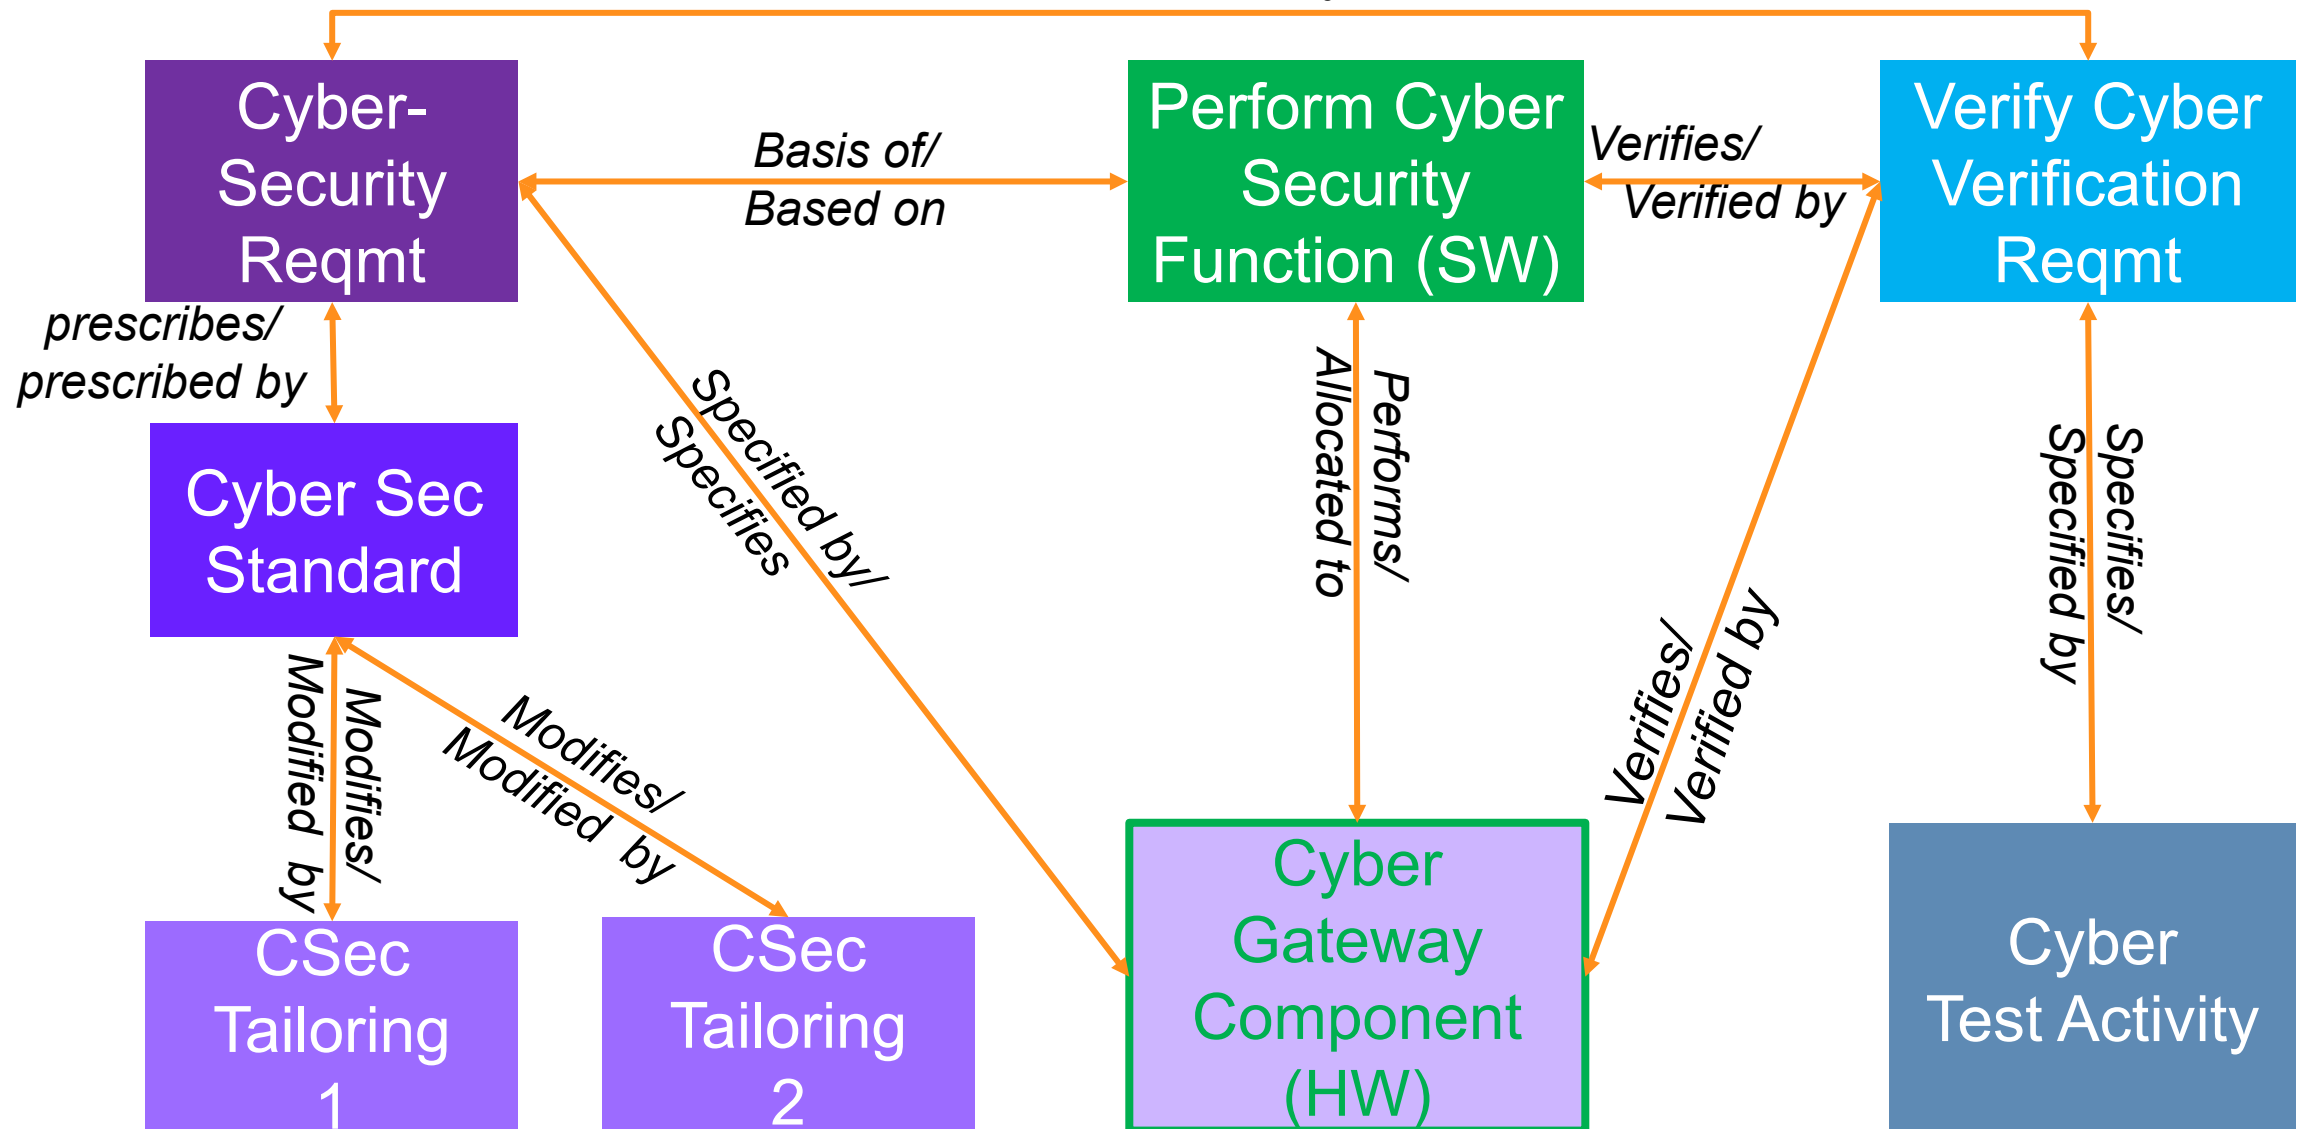 Cyber-
Security
Reqmt
Basis of/
Based on
Perform Cyber
Security
Function (SW)
Verifies/
Verified by
Verify Cyber
Verification
Reqmt
prescribes/
prescribed by
Specified by/
Specifies
Performs/
Allocated to
Specifies/
Specified by
Cyber Sec
Standard
Modifies/
Modified by
Modifies/
Modified by
Verifies/
Verified by
CSec
Tailoring
1
CSec
Tailoring
2
Cyber
Gateway
Component
(HW)
Cyber
Test Activity